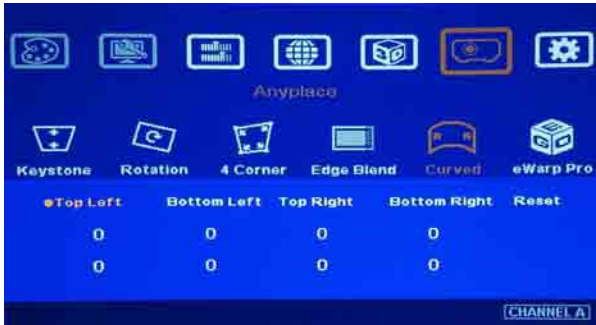 Anyplace
Keystone Rotation 4 Corner Edge Blend Curved eWarp Pro
Top Left Bottom Left Top Right Bottom Right Reset
0 0 0 0
0 0 0 0
CHANNEL A